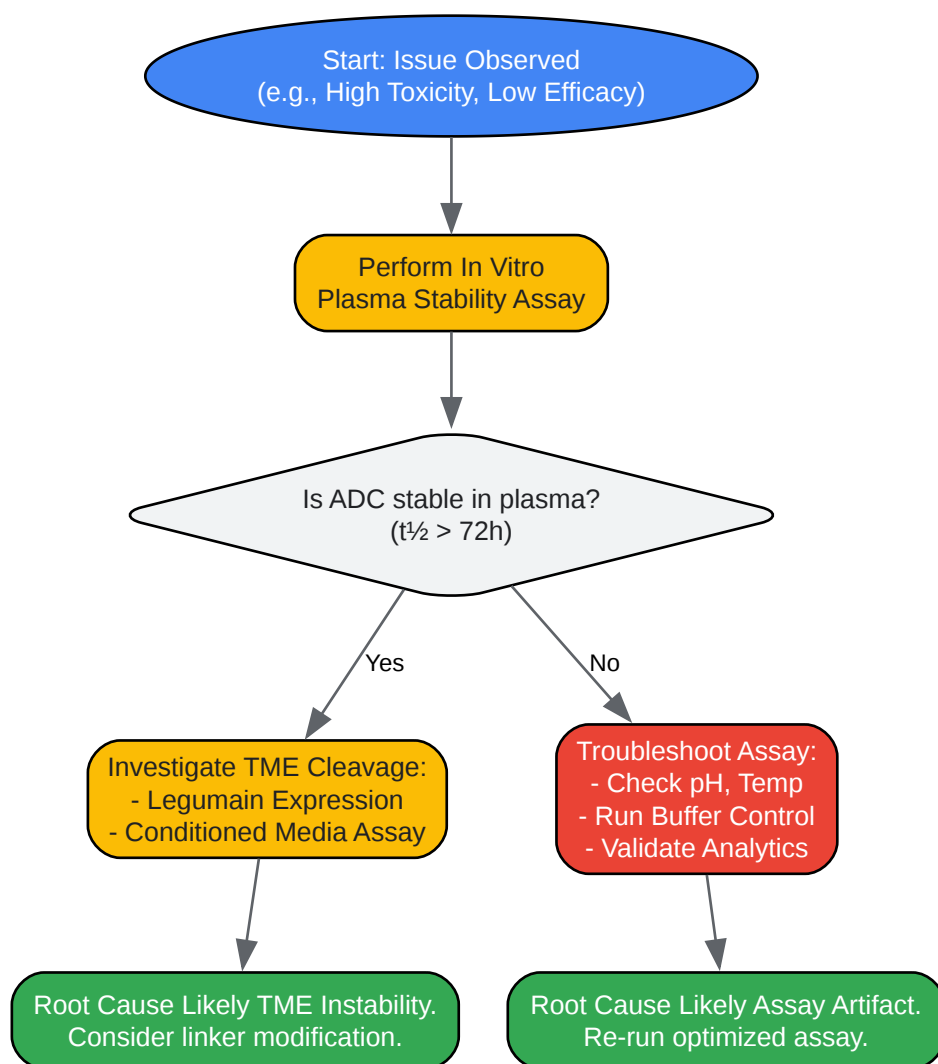 Start: Issue Observed
(e.g., High Toxicity, Low Efficacy)
Perform In Vitro
Plasma Stability Assay
Is ADC stable in plasma?
(t½ > 72h)
Yes
No
Investigate TME Cleavage:
- Legumain Expression
- Conditioned Media Assay
Troubleshoot Assay:
- Check pH, Temp
- Run Buffer Control
- Validate Analytics
Root Cause Likely TME Instability.
Consider linker modification.
Root Cause Likely Assay Artifact.
Re-run optimized assay.